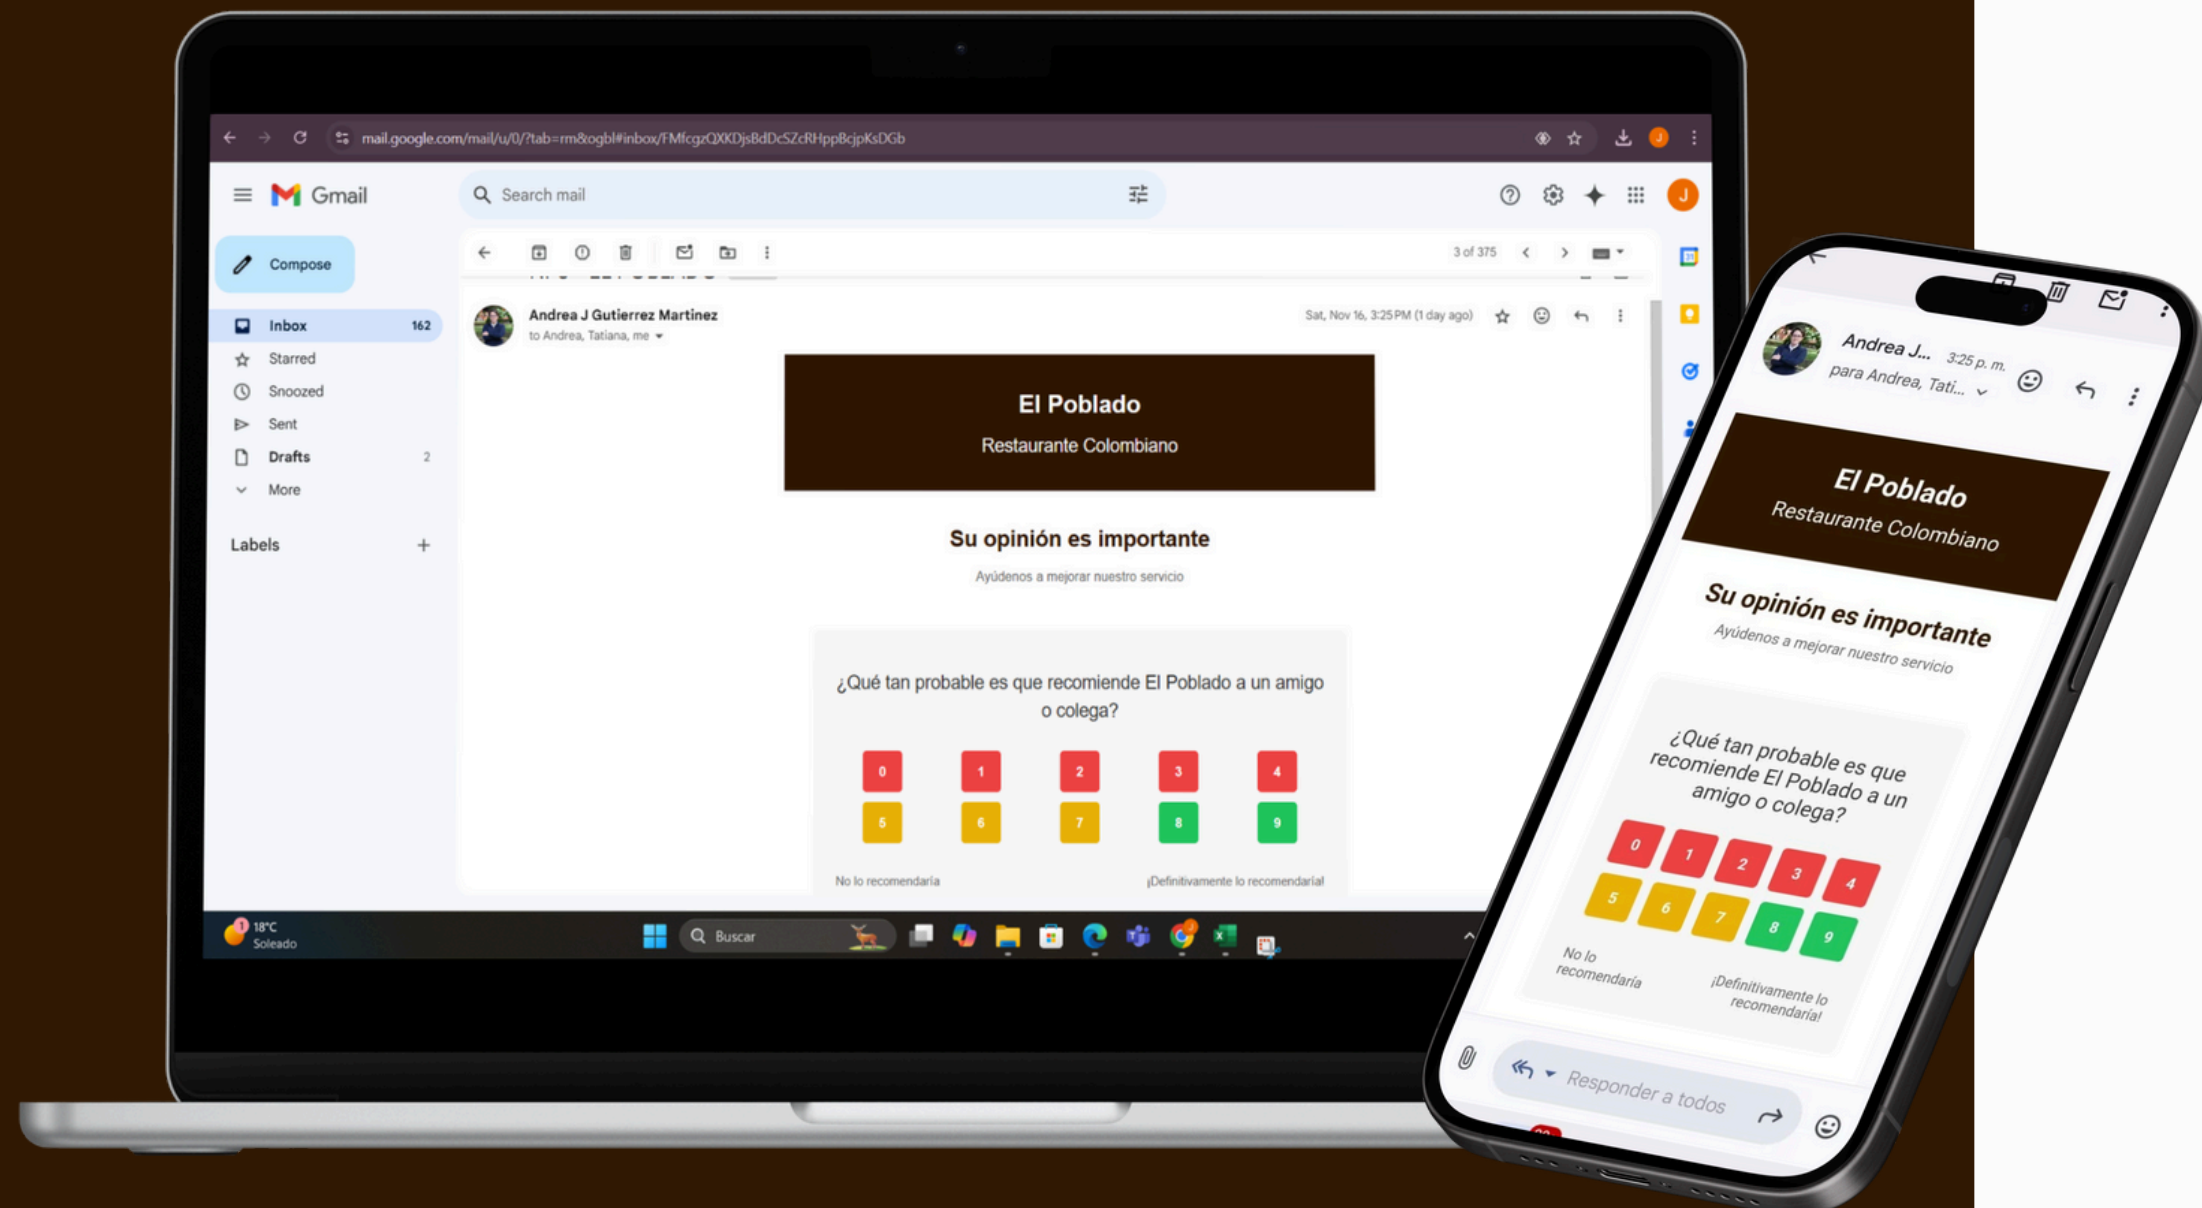 mail.google.com/mail/u/0/?tab=rm&ogbl#inbox/FMfcgzQXKDjsBdDcSZcRHppBcjpKsDGb
J
Gmail
Search mail
J
Compose
3 of 375
31
Inbox 162
Starred
Snoozed
Sent
Drafts 2
More
Labels
Andrea J Gutierrez Martinez
to Andrea, Tatiana, me
Sat, Nov 16, 3:25 PM (1 day ago)
El Poblado
Restaurante Colombiano
Su opinión es importante
Ayúdenos a mejorar nuestro servicio
¿Qué tan probable es que recomiende El Poblado a un amigo
o colega?
0 1 2 3 4
5 6 7 8 9
No lo recomendaría ¡Definitivamente lo recomendaría!
1
18°C
Soleado
Buscar
Andrea J... 3:25 p. m.
para Andrea, Tati...
El Poblado
Restaurante Colombiano
Su opinión es importante
Ayúdenos a mejorar nuestro servicio
¿Qué tan probable es que
recomiende El Poblado a un
amigo o colega?
0 1 2 3 4
5 6 7 8 9
No lo
recomendaría
¡Definitivamente lo
recomendaría!
Responder a todos